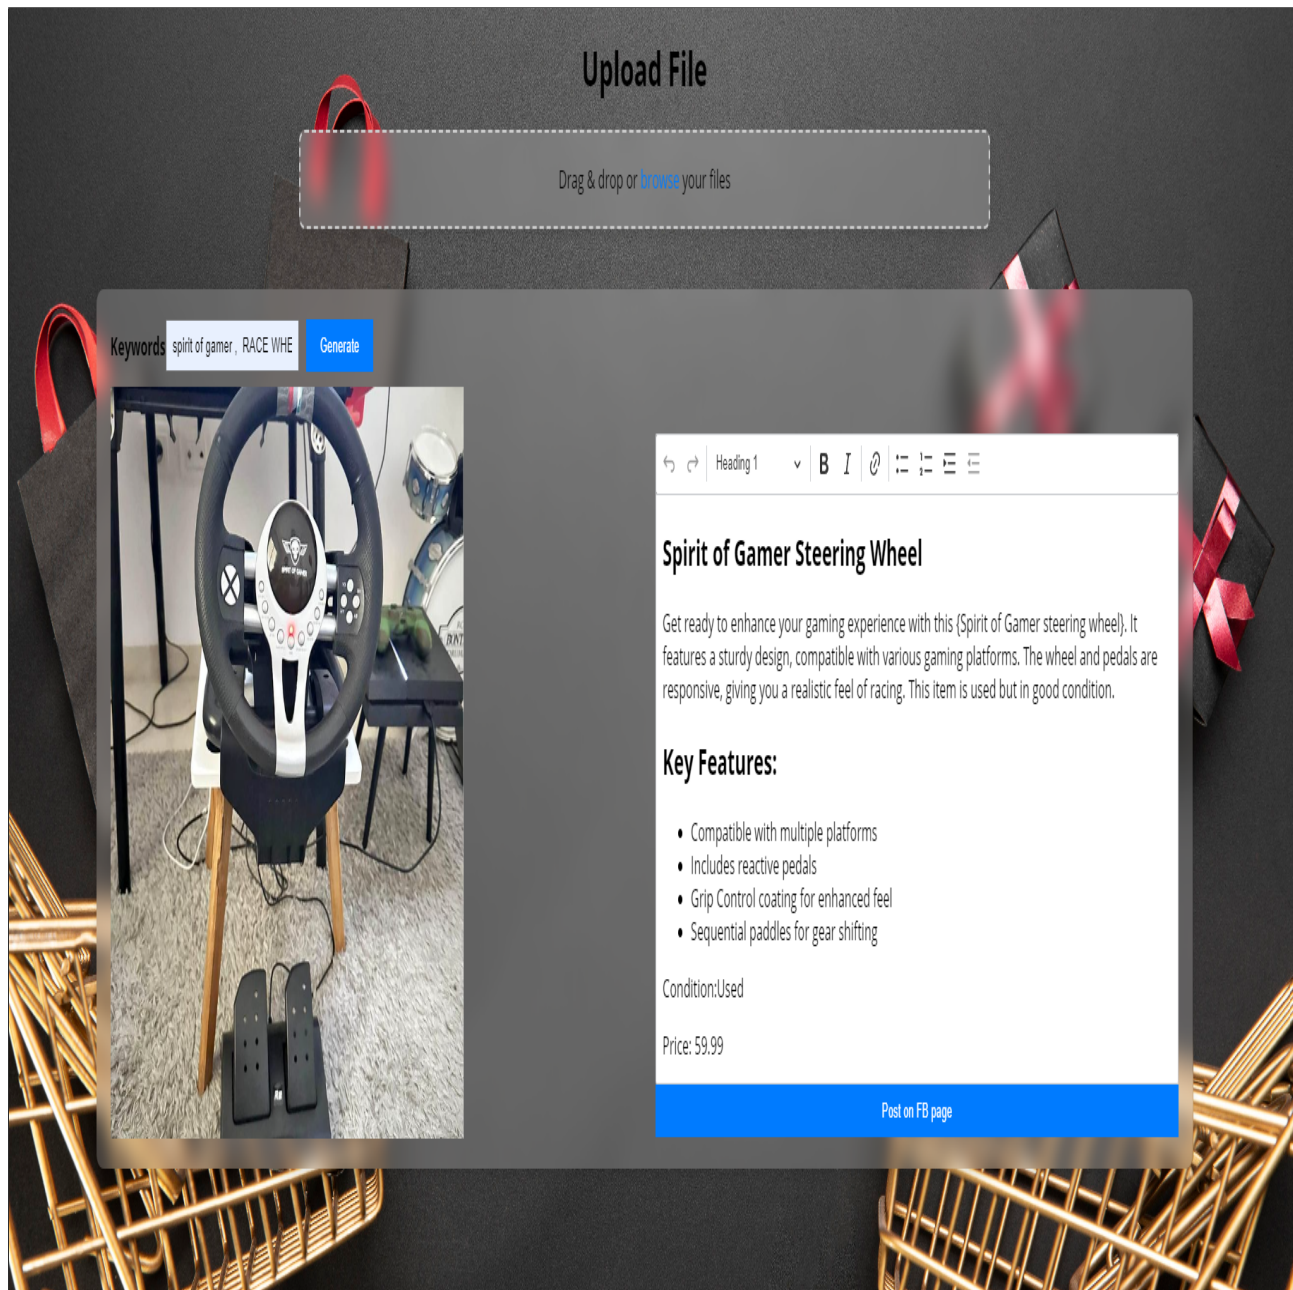 Upload File
Drag & drop or browse your files
Keywords spirit of gamer , RACE WHE Generate
SPIRIT OF GAMER
Heading 1
Spirit of Gamer Steering Wheel
Get ready to enhance your gaming experience with this {Spirit of Gamer steering wheel}. It
features a sturdy design, compatible with various gaming platforms. The wheel and pedals are
responsive, giving you a realistic feel of racing. This item is used but in good condition.
Key Features:
Compatible with multiple platforms
Includes reactive pedals
Grip Control coating for enhanced feel
Sequential paddles for gear shifting
Condition:Used
Price: 59.99
Post on FB page